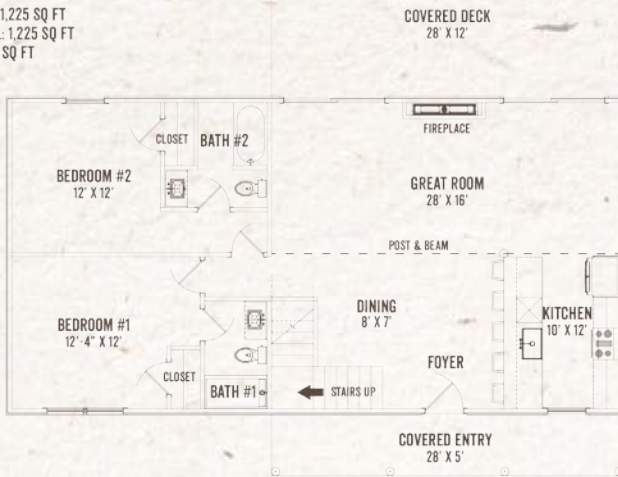 1,225 SQ FT
: 1,225 SQ FT
SQ FT
COVERED DECK
28' X 12'
FIREPLACE
CLOSET
BATH #2
BEDROOM #2
12' X 12'
GREAT ROOM
28' X 16'
POST & BEAM
DINING
8' X 7'
KITCHEN
10' X 12'
BEDROOM #1
12'-4" X 12'
FOYER
CLOSET
BATH #1
STAIRS UP
COVERED ENTRY
28' X 5'